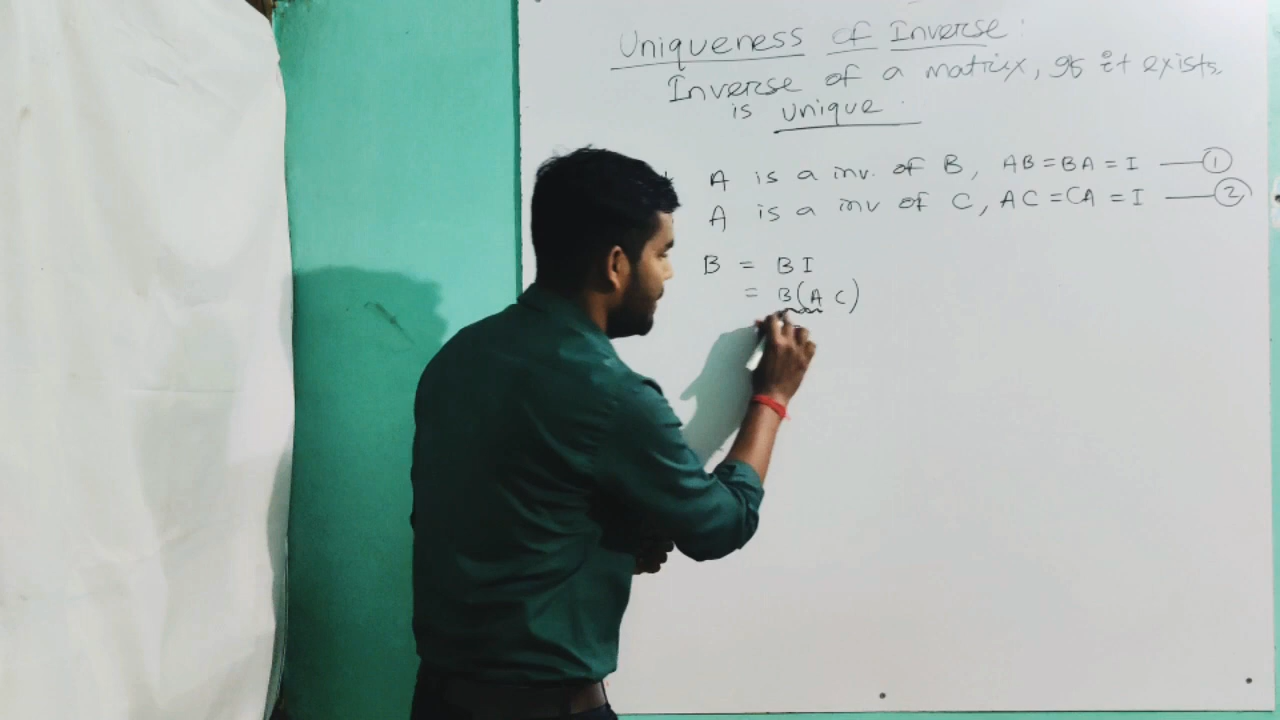 Uniqueness of Inverse:
Inverse of a matrix, if it exists,
is unique.
A is a inv. of B, AB = BA = I — 1
A is a inv of C, AC = CA = I — 2
B = BI
= B(AC)